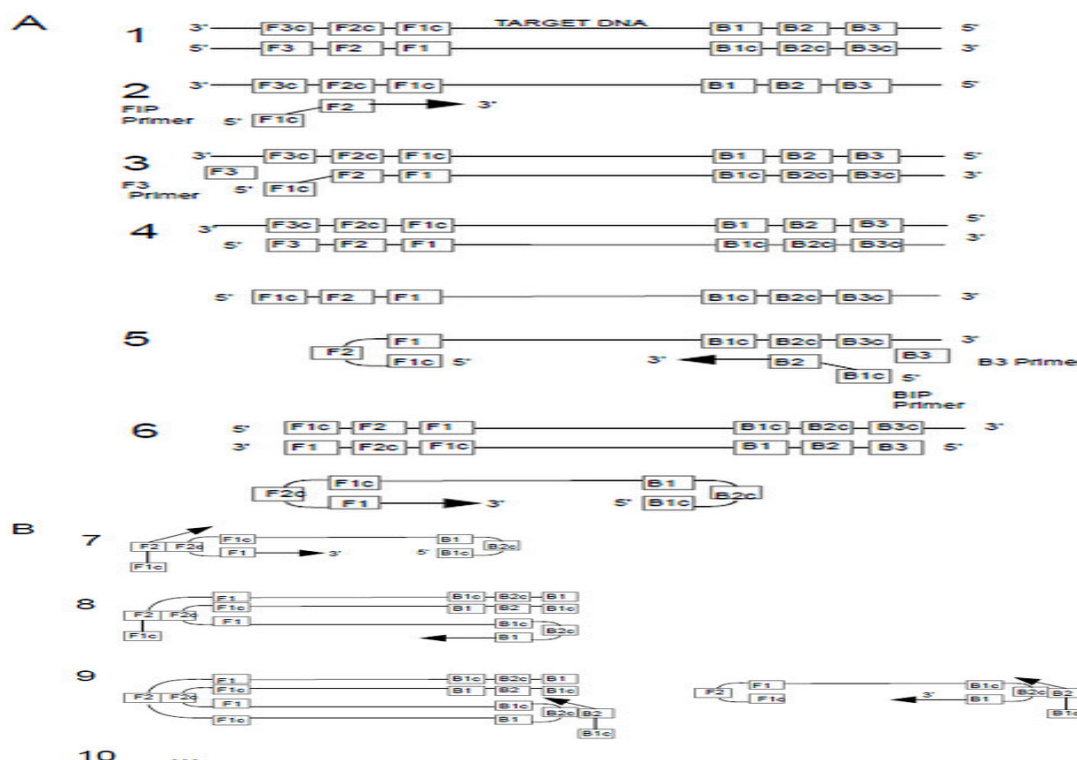 A
TARGET DNA
1 3" F3c F2c F1c B1 B2 B3 5"
5" F3 F2 F1 B1c B2c B3c 3"
2 3" F3c F2c F1c B1 B2 B3 5"
FIP Primer 5" F1c F2 3"
3 3" F3c F2c F1c B1 B2 B3 5"
F3
F3 Primer 5" F1c F2 F1 B1c B2c B3c 3"
4 3" F3c F2c F1c B1 B2 B3 5"
5" F3 F2 F1 B1c B2c B3c 3"
5" F1c F2 F1 B1c B2c B3c 3"
5 F1 B1c B2c B3c 3"
F2 F1c 5" 3" B2 B3 B3 Primer
B1c 5"
BIP Primer
6 5" F1c F2 F1 B1c B2c B3c 3"
3" F1 F2c F1c B1 B2 B3 5"
F1c B1
F2c F1 3" 5" B1c B2c
B
7 F1c B1
F2 F2c F1 3" 5" B1c B2c
F1c
8 F1 B1c B2c B1
F1c B1 B2 B1c
F2 F2c F1 B1c
F1c B1 B2c
9 F1 B1c B2c B1
F1c B1 B2 B1c
F2 F2c F1 B1c B2c B2
F1c B1 B1c
F1 B1c
F2 F1c 3" B1 B2c B2
B1c
10